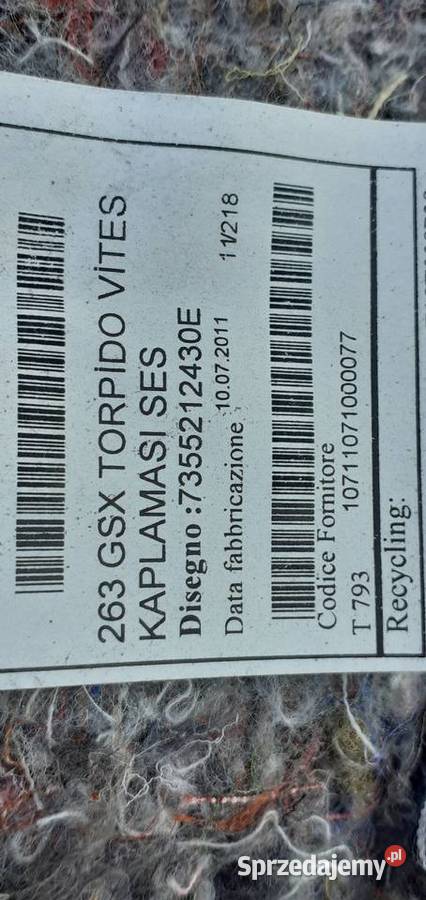 263 GSX TORPİDO VİTES
KAPLAMASI SES
Disegno :7355212430E
Data fabbricazione 10.07.2011 11/218
Codice Fornitore
T 793 10711071000077
Recycling:
Sprzedajemy.pl